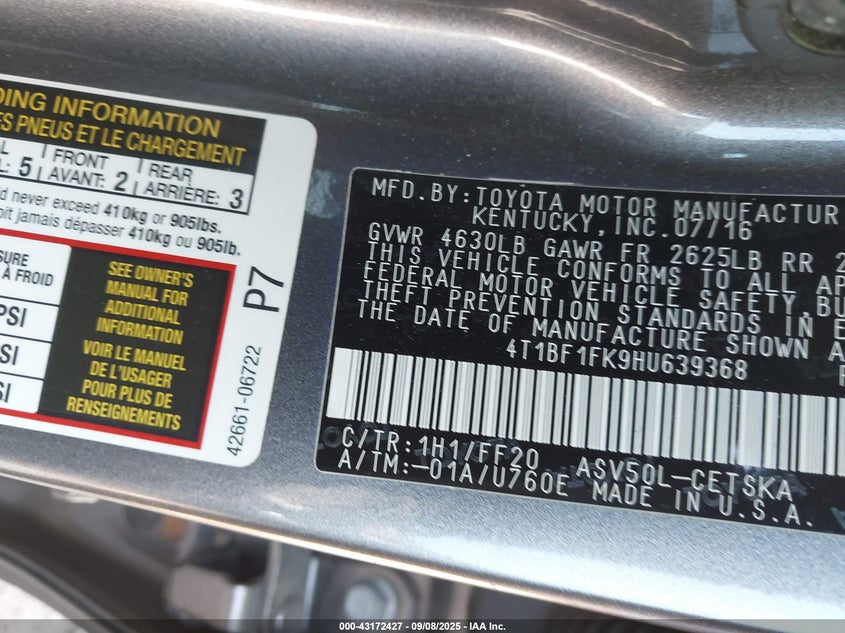 DING INFORMATION
ES PNEUS ET LE CHARGEMENT
L: 5 FRONT AVANT: 2 REAR ARRIÈRE: 3
d never exceed 410kg or 905lbs.
oit jamais dépasser 410kg ou 905lb.
SURE
À FROID
PSI
SI
SI
SEE OWNER'S
MANUAL FOR
ADDITIONAL
INFORMATION
VOIR LE MANUEL
DE L'USAGER
POUR PLUS DE
RENSEIGNEMENTS
P7
42661-06722
MFD.BY:TOYOTA MOTOR MANUFACTUR
KENTUCKY,INC.07/16
GVWR 4630LB GAWR FR 2625LB RR 2
THIS VEHICLE CONFORMS TO ALL AP
FEDERAL MOTOR VEHICLE SAFETY,BU
THEFT PREVENTION STANDARDS IN E
THE DATE OF MANUFACTURE SHOWN A
4T1BF1FK9HU639368
C/TR:1H1/FF20 ASV50L-CETSKA
A/TM:-01A/U760E MADE IN U.S.A.
000-43172427 - 09/08/2025 - IAA Inc.